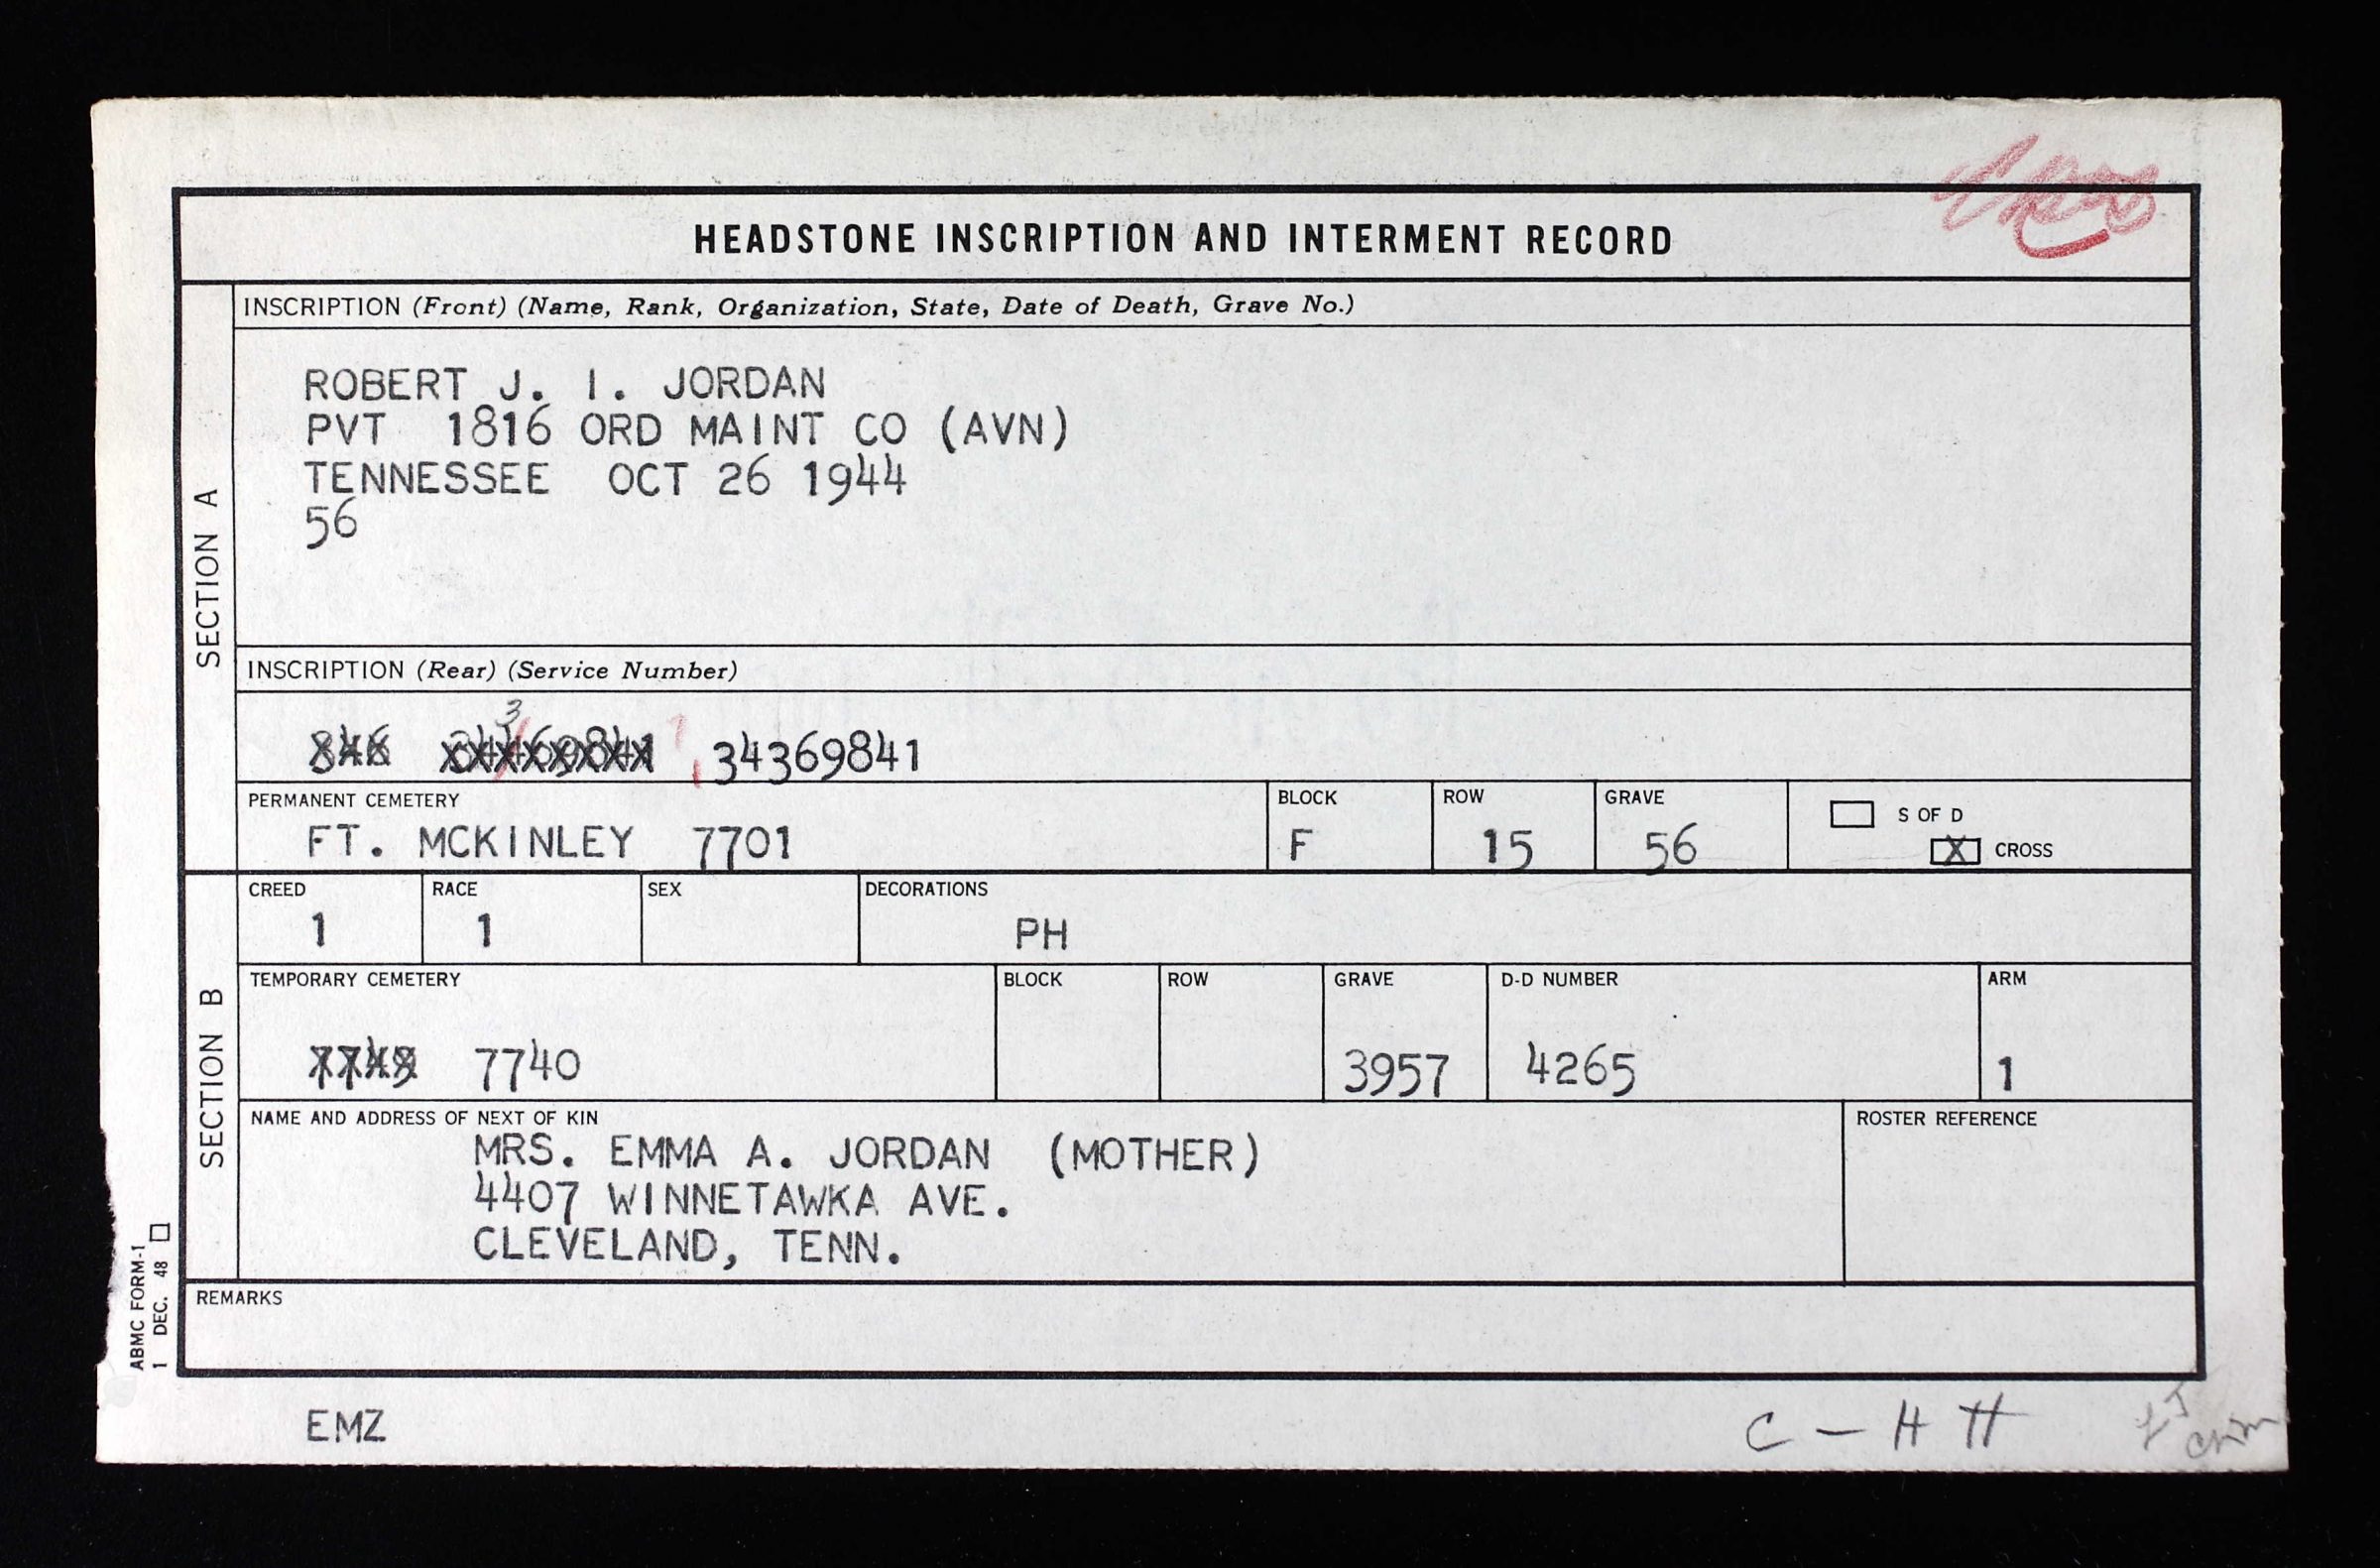 HEADSTONE INSCRIPTION AND INTERMENT RECORD
SECTION A
INSCRIPTION (Front) (Name, Rank, Organization, State, Date of Death, Grave No.)
ROBERT J. I. JORDAN
PVT 1816 ORD MAINT CO (AVN)
TENNESSEE OCT 26 1944
56
INSCRIPTION (Rear) (Service Number)
3
34369841
PERMANENT CEMETERY BLOCK ROW GRAVE S OF D
FT. MCKINLEY 7701 F 15 56 X CROSS
SECTION B
CREED RACE SEX DECORATIONS
1 1 PH
TEMPORARY CEMETERY BLOCK ROW GRAVE D-D NUMBER ARM
7740 3957 4265 1
NAME AND ADDRESS OF NEXT OF KIN ROSTER REFERENCE
MRS. EMMA A. JORDAN (MOTHER)
4407 WINNETAWKA AVE.
CLEVELAND, TENN.
REMARKS
ABMC FORM-1
1 DEC. 48
EMZ C - H H